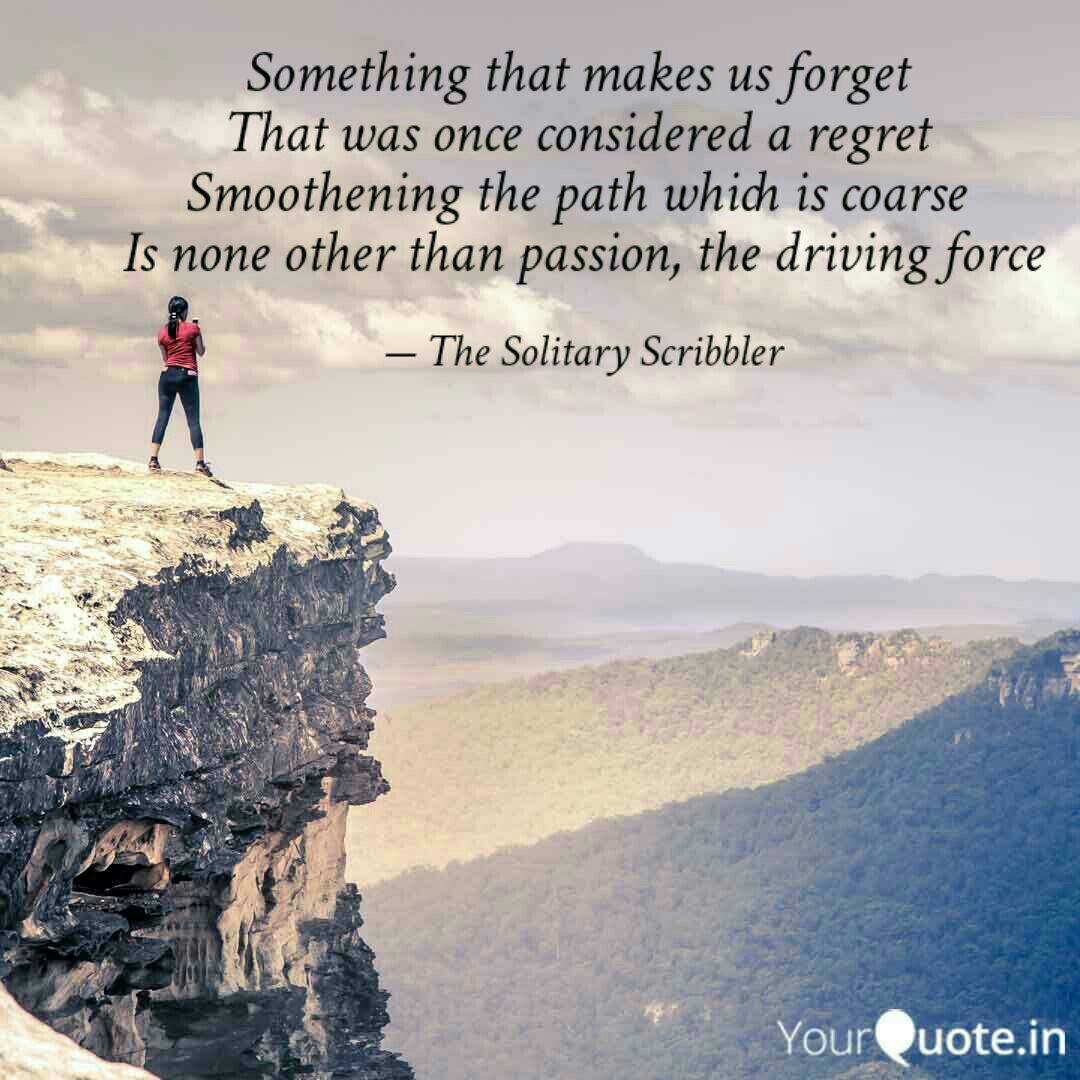 Something that makes us forget
That was once considered a regret
Smoothening the path which is coarse
Is none other than passion, the driving force
— The Solitary Scribbler
YourQuote.in